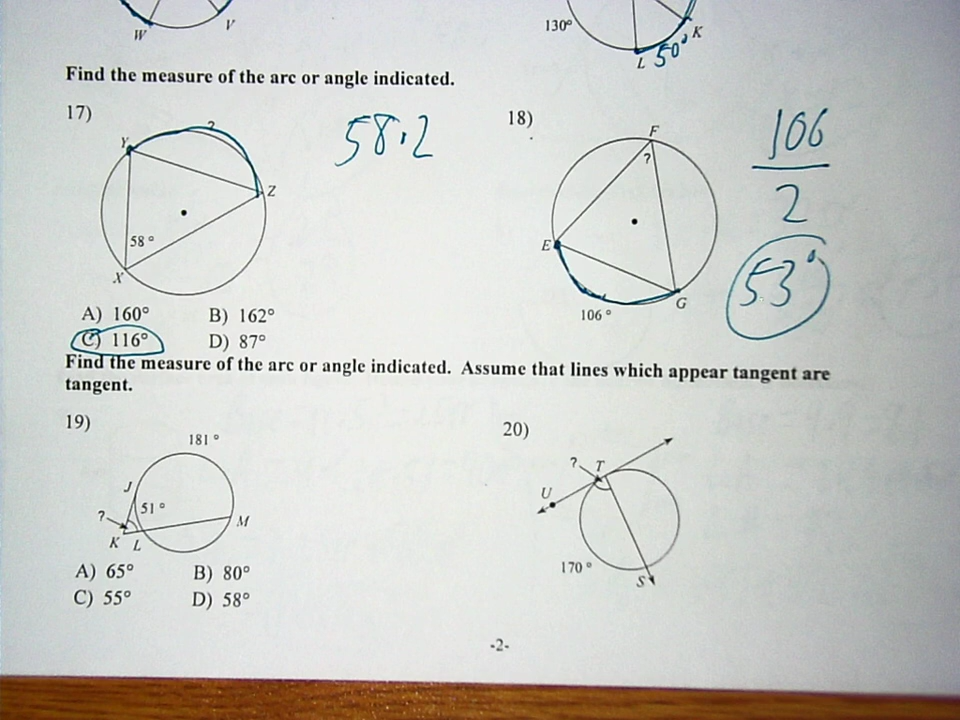 W
V
130°
L
50°
K
Find the measure of the arc or angle indicated.
17)
?
Y
Z
58 °
X
58·2
A) 160°
B) 162°
C) 116°
D) 87°
18)
F
?
E
G
106 °
106
2
53°
Find the measure of the arc or angle indicated. Assume that lines which appear tangent are
tangent.
19)
181 °
J
51 °
?
M
K
L
A) 65°
B) 80°
C) 55°
D) 58°
20)
?
T
U
170 °
S
-2-